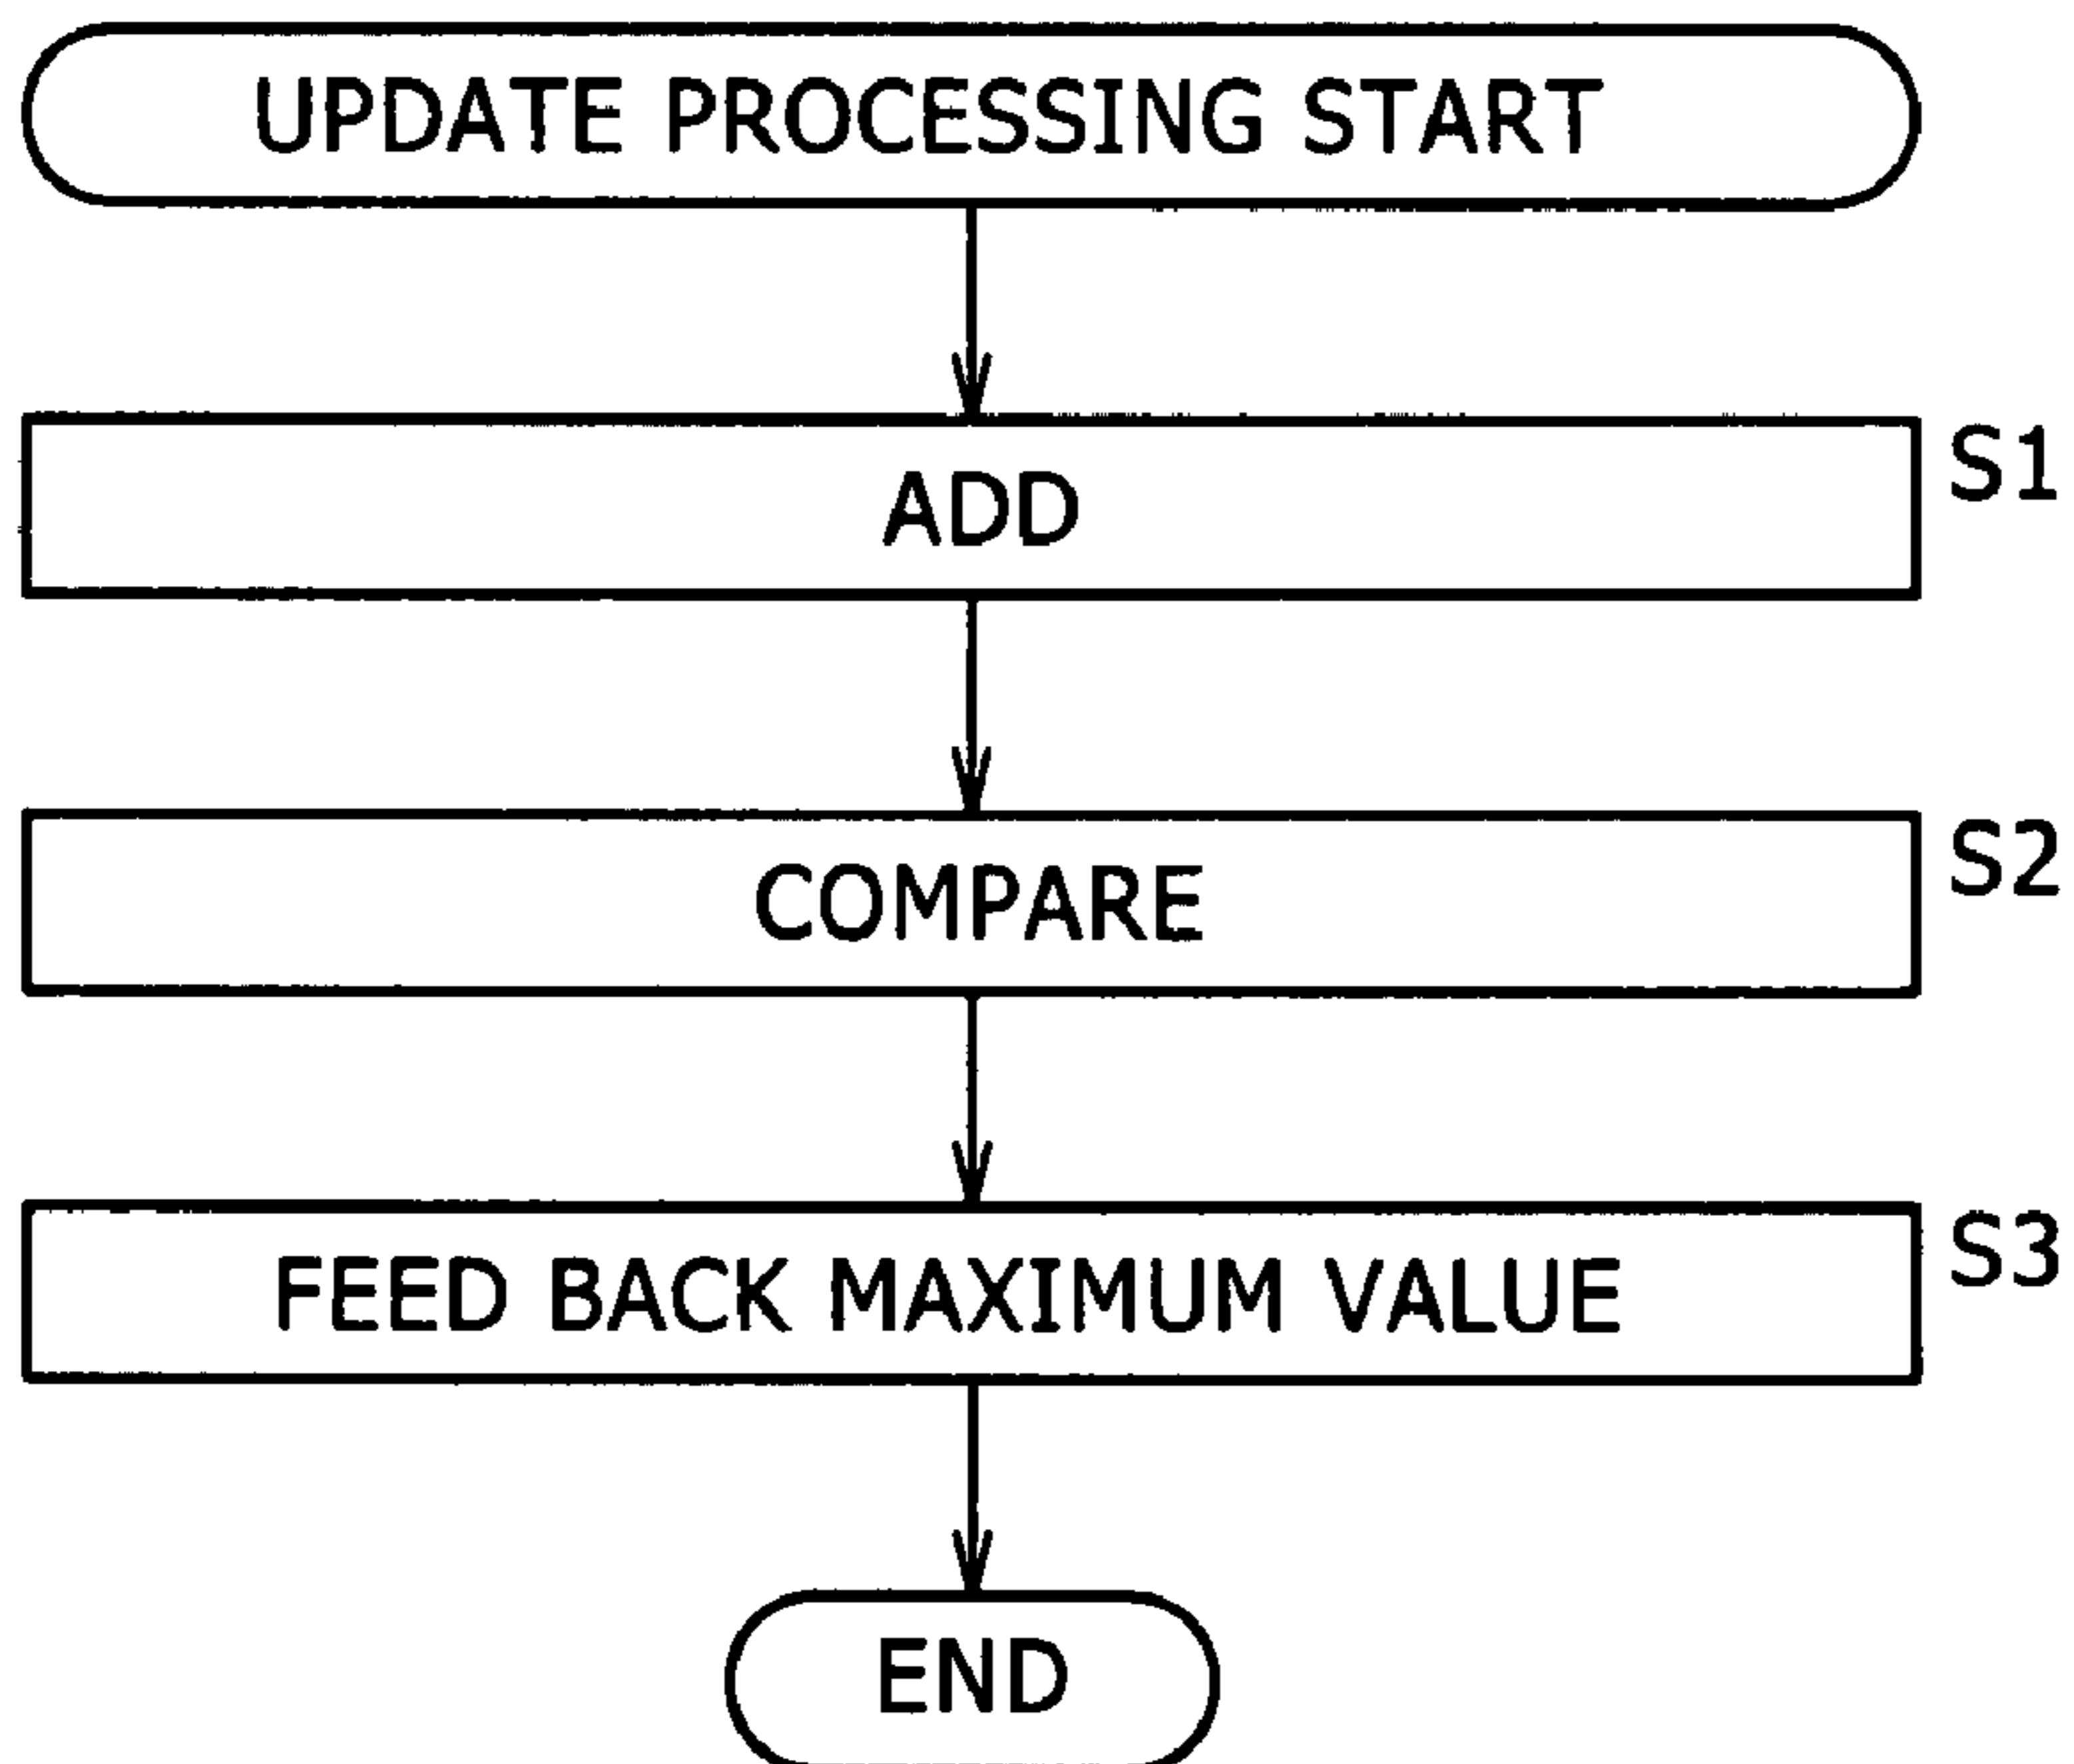 UPDATE PROCESSING START
ADD
S1
COMPARE
S2
FEED BACK MAXIMUM VALUE
S3
END